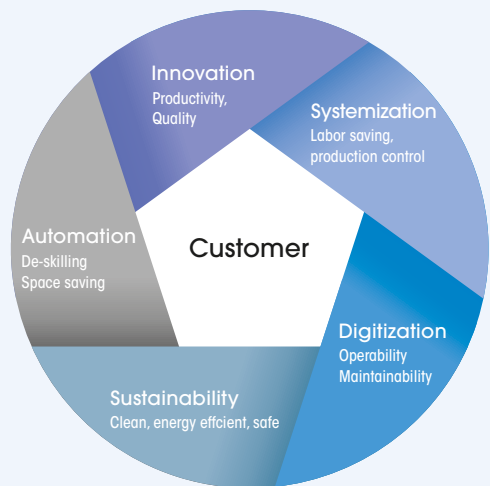 Innovation
Productivity,
Quality
Systemization
Labor saving,
production control
Automation
De-skilling
Space saving
Customer
Digitization
Operability
Maintainability
Sustainability
Clean, energy effcient, safe